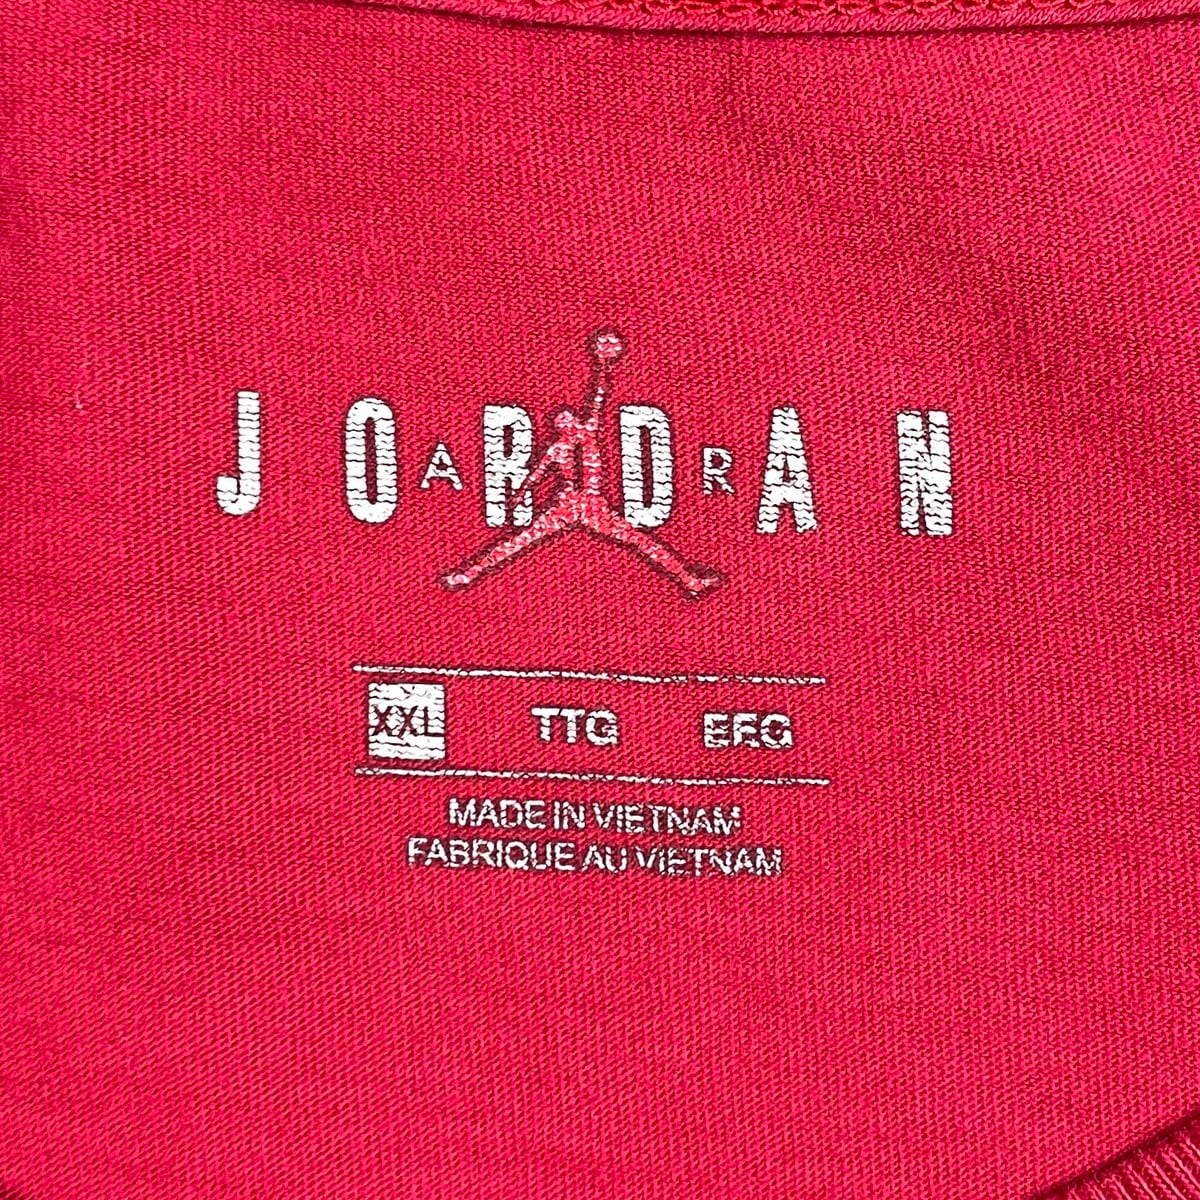 JORDAN
AIR
XXL TTG EEG
MADE IN VIETNAM
FABRIQUE AU VIETNAM